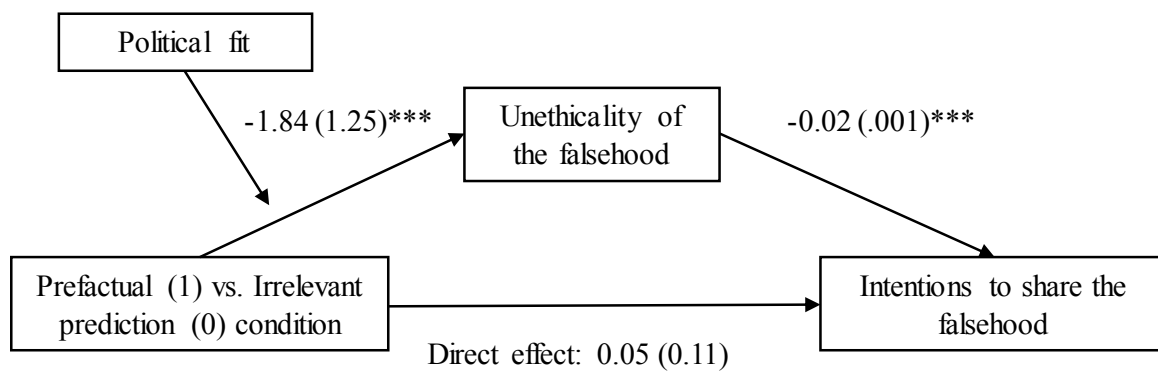 Political fit
-1.84 (1.25)***
Unethicality of
the falsehood
-0.02 (.001)***
Prefactual (1) vs. Irrelevant
prediction (0) condition
Intentions to share the
falsehood
Direct effect: 0.05 (0.11)